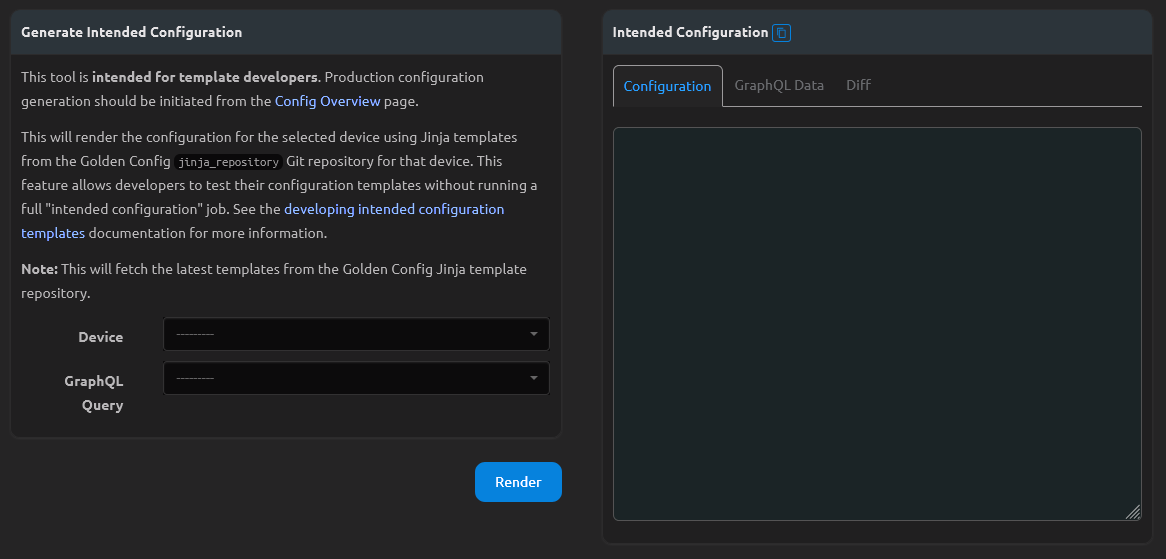 Generate Intended Configuration
This tool is intended for template developers. Production configuration
generation should be initiated from the Config Overview page.
This will render the configuration for the selected device using Jinja templates
from the Golden Config jinja_repository Git repository for that device. This
feature allows developers to test their configuration templates without running a
full "intended configuration" job. See the developing intended configuration
templates documentation for more information.
Note: This will fetch the latest templates from the Golden Config Jinja template
repository.
Device
---------
GraphQL
Query
---------
Render
Intended Configuration
Configuration
GraphQL Data
Diff